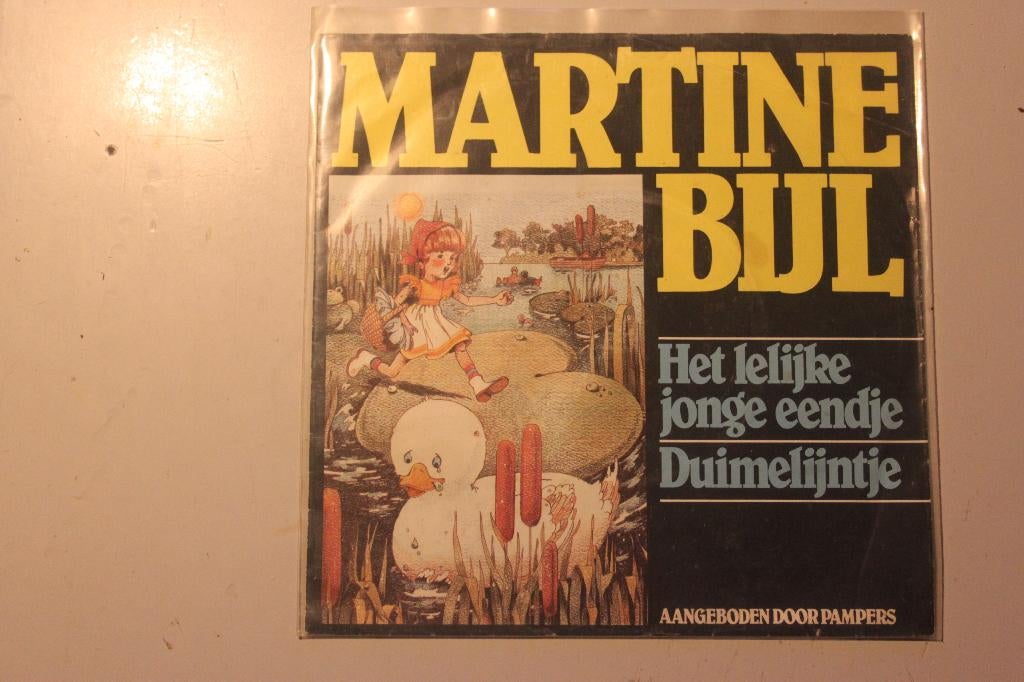 MARTINE
BIJL
Het lelijke
jonge eendje
Duimelijntje
AANGEBODEN DOOR PAMPERS